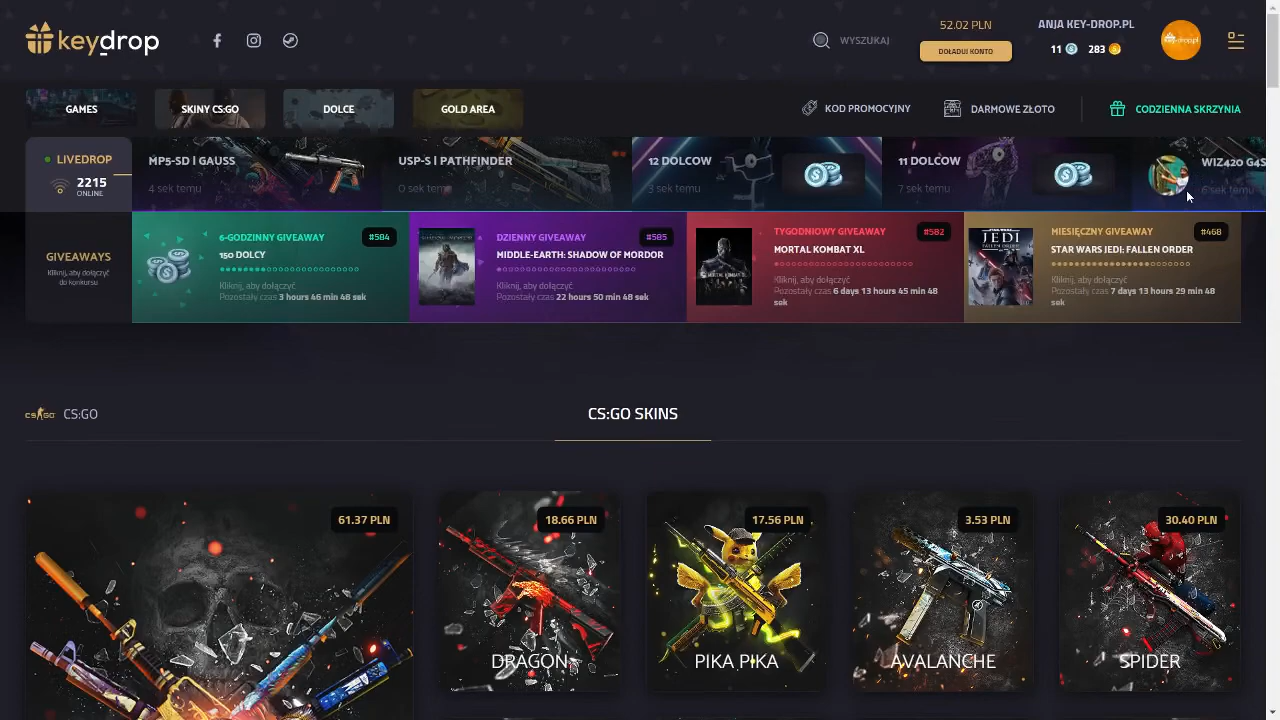 keydrop
WYSZUKAJ
52.02 PLN
DOŁADUJ KONTO
ANJA KEY-DROP.PL
11 283
GAMES
SKINY CS:GO
DOLCE
GOLD AREA
KOD PROMOCYJNY
DARMOWE ZŁOTO
CODZIENNA SKRZYNIA
LIVEDROP
2215
ONLINE
MP5-SD | GAUSS
4 sek temu
USP-S | PATHFINDER
0 sek temu
12 DOLCOW
3 sek temu
11 DOLCOW
7 sek temu
WIZ420 G4S
6 sek temu
GIVEAWAYS
Kliknij, aby dołączyć
do konkursu
6-GODZINNY GIVEAWAY
#584
150 DOLCY
Kliknij, aby dołączyć
Pozostały czas 3 hours 46 min 48 sek
DZIENNY GIVEAWAY
#585
MIDDLE-EARTH: SHADOW OF MORDOR
Kliknij, aby dołączyć
Pozostały czas 22 hours 50 min 48 sek
TYGODNIOWY GIVEAWAY
#582
MORTAL KOMBAT XL
Kliknij, aby dołączyć
Pozostały czas 6 days 13 hours 45 min 48
sek
MIESIĘCZNY GIVEAWAY
#468
STAR WARS JEDI: FALLEN ORDER
Kliknij, aby dołączyć
Pozostały czas 7 days 13 hours 29 min 48
sek
JEDI
CS:GO
CS:GO
CS:GO SKINS
61.37 PLN
18.66 PLN
17.56 PLN
3.53 PLN
30.40 PLN
DRAGON
PIKA PIKA
AVALANCHE
SPIDER